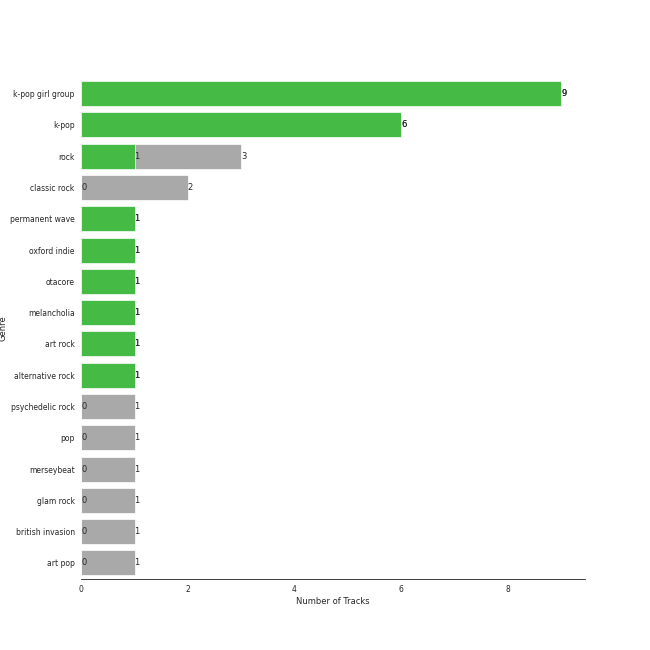 k-pop girl group 9
k-pop 6
rock 1 3
classic rock 0 2
permanent wave 1
oxford indie 1
otacore 1
melancholia 1
Genre
art rock 1
alternative rock 1
psychedelic rock 0 1
pop 0 1
merseybeat 0 1
glam rock 0 1
british invasion 0 1
art pop 0 1
0 2 4 6 8
Number of Tracks